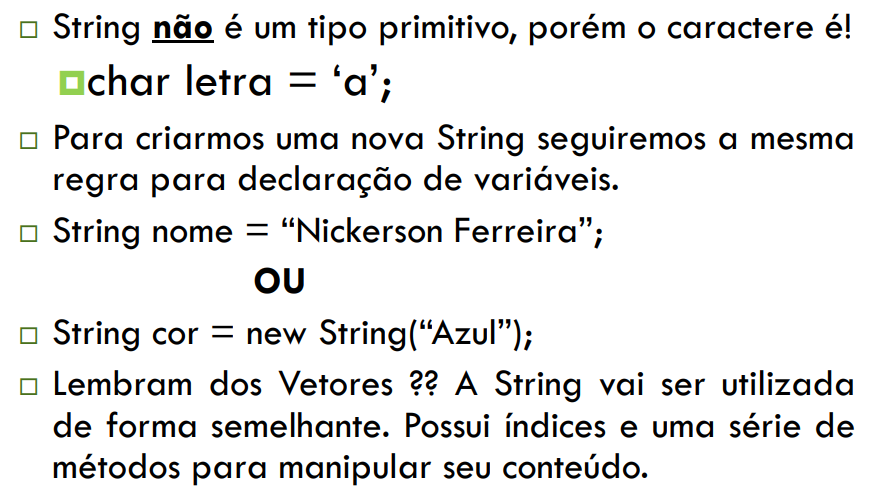 String não é um tipo primitivo, porém o caractere é!
char letra = ‘a’;
Para criarmos uma nova String seguiremos a mesma
regra para declaração de variáveis.
String nome = “Nickerson Ferreira”;
OU
String cor = new String(“Azul”);
Lembram dos Vetores ?? A String vai ser utilizada
de forma semelhante. Possui índices e uma série de
métodos para manipular seu conteúdo.